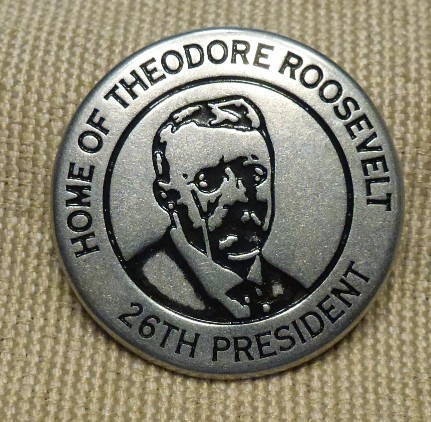 HOME OF THEODORE ROOSEVELT
26TH PRESIDENT